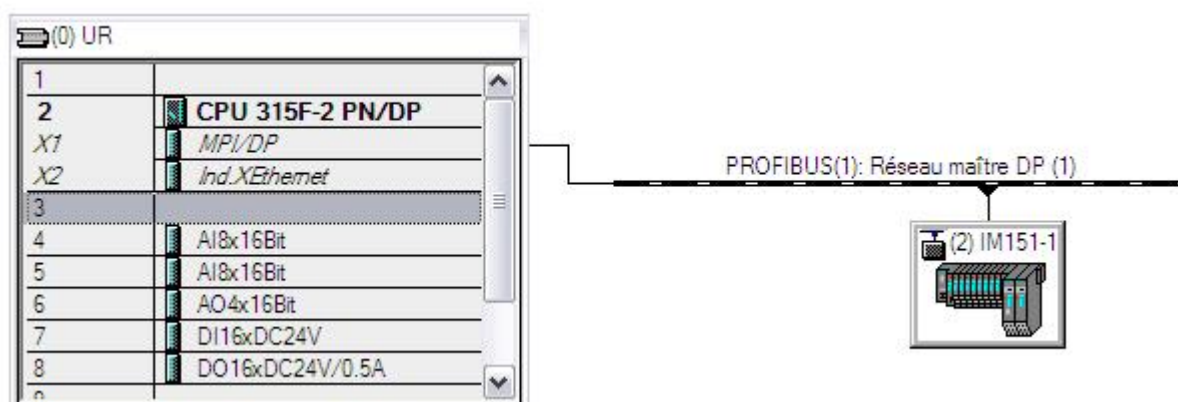 (0) UR
1
2 CPU 315F-2 PN/DP
X1 MPI/DP
X2 Ind.XEthernet
3
4 AI8x16Bit
5 AI8x16Bit
6 AO4x16Bit
7 DI16xDC24V
8 DO16xDC24V/0.5A
PROFIBUS(1): Réseau maître DP (1)
(2) IM151-1